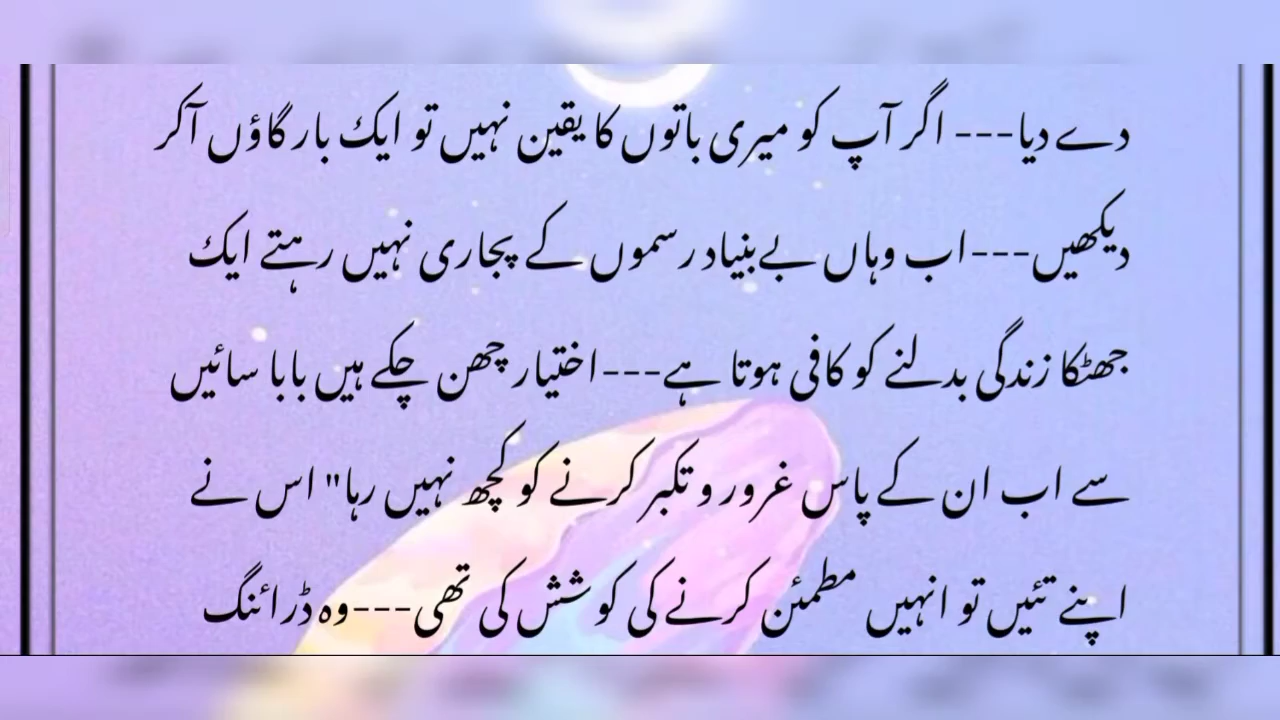 دے دیا--- اگر آپ کو میری باتوں کا یقین نہیں تو ایک بار گاؤں آکر
دیکھیں---اب وہاں بےبنیاد رسموں کے پجاری نہیں رہتے ایک
جھٹکا زندگی بدلنے کو کافی ہوتا ہے---اختیار چھن چکے ہیں بابا سائیں
سے اب ان کے پاس غرور و تکبر کرنے کو کچھ نہیں رہا" اس نے
اپنے تئیں تو انہیں مطمئن کرنے کی کوشش کی تھی---وہ ڈرائنگ